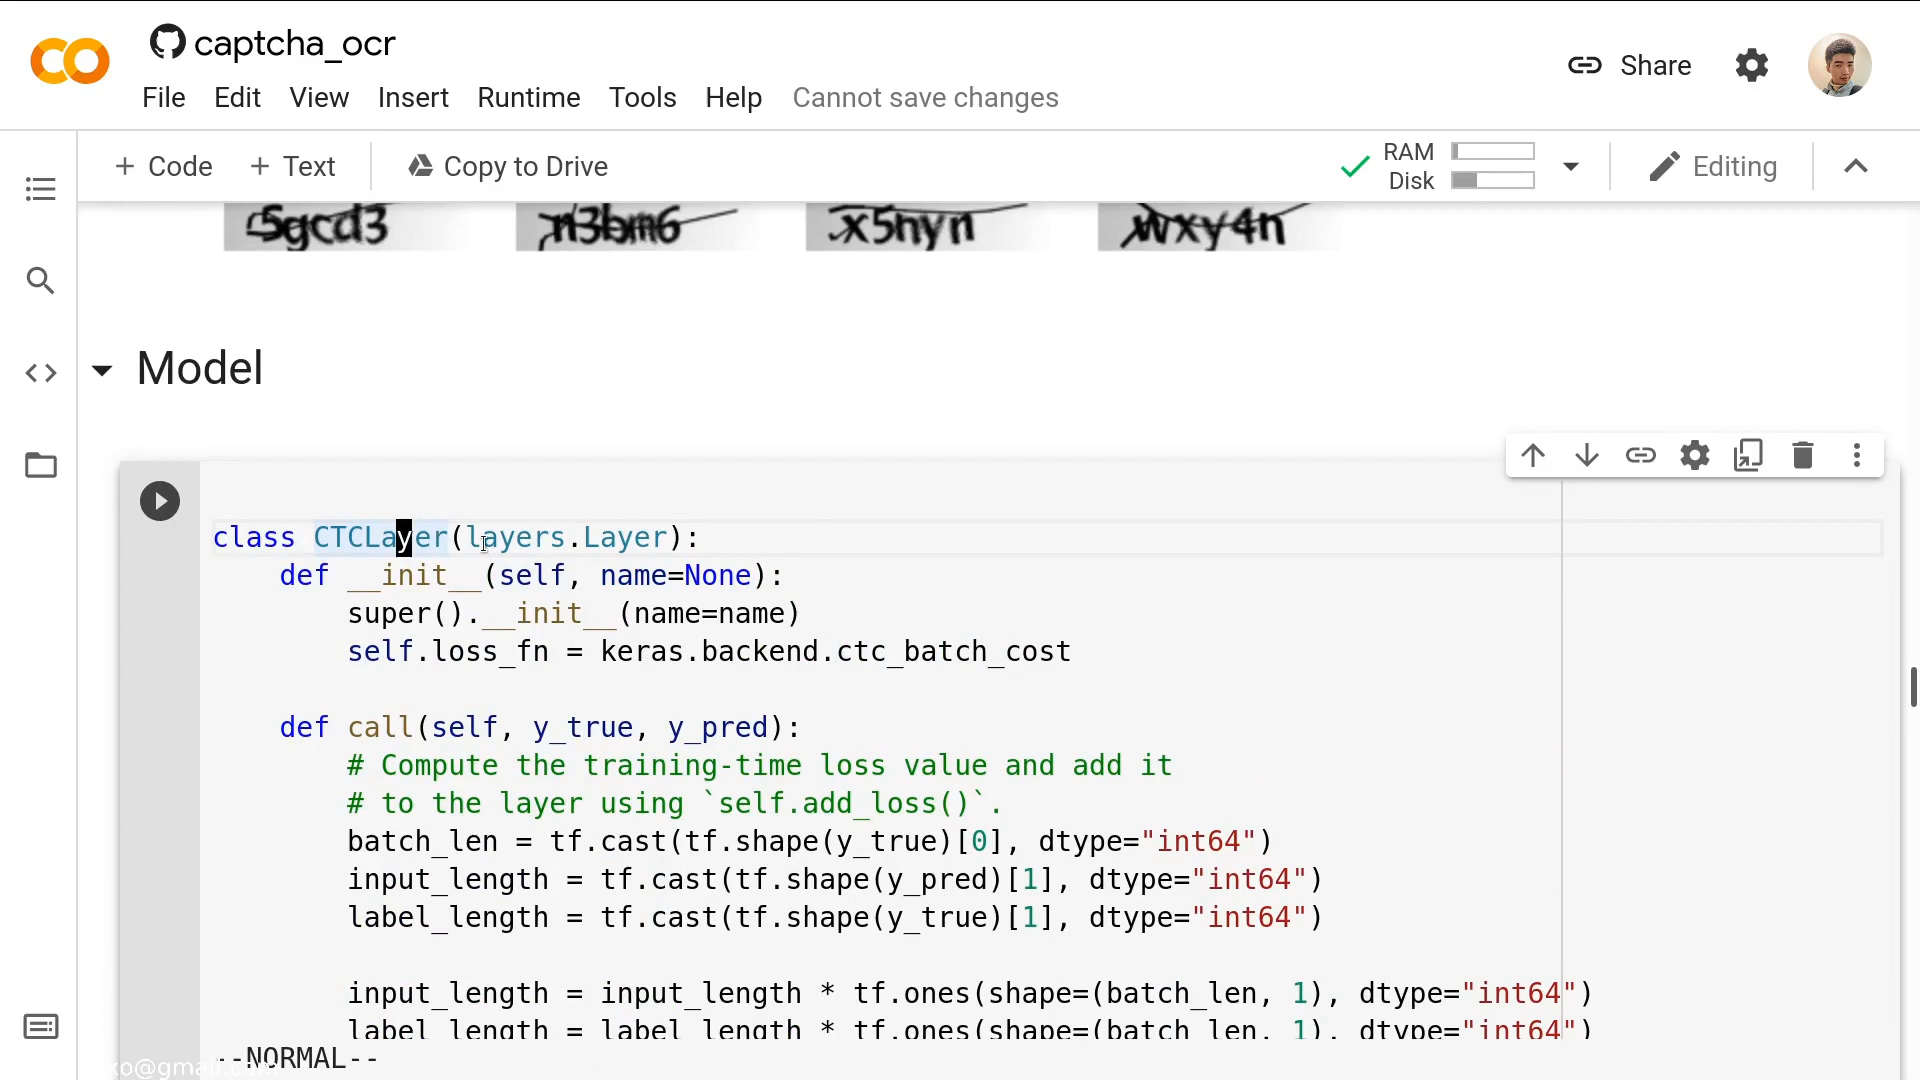 captcha_ocr
File Edit View Insert Runtime Tools Help Cannot save changes
Share
+ Code + Text Copy to Drive
RAM
Disk
Editing
5gcd3 n3bm6 x5nyn wxy4n
Model
class CTCLayer(layers.Layer):
def __init__(self, name=None):
super().__init__(name=name)
self.loss_fn = keras.backend.ctc_batch_cost
def call(self, y_true, y_pred):
# Compute the training-time loss value and add it
# to the layer using `self.add_loss()`.
batch_len = tf.cast(tf.shape(y_true)[0], dtype="int64")
input_length = tf.cast(tf.shape(y_pred)[1], dtype="int64")
label_length = tf.cast(tf.shape(y_true)[1], dtype="int64")
input_length = input_length * tf.ones(shape=(batch_len, 1), dtype="int64")
label_length = label_length * tf.ones(shape=(batch_len, 1), dtype="int64")
--NORMAL--